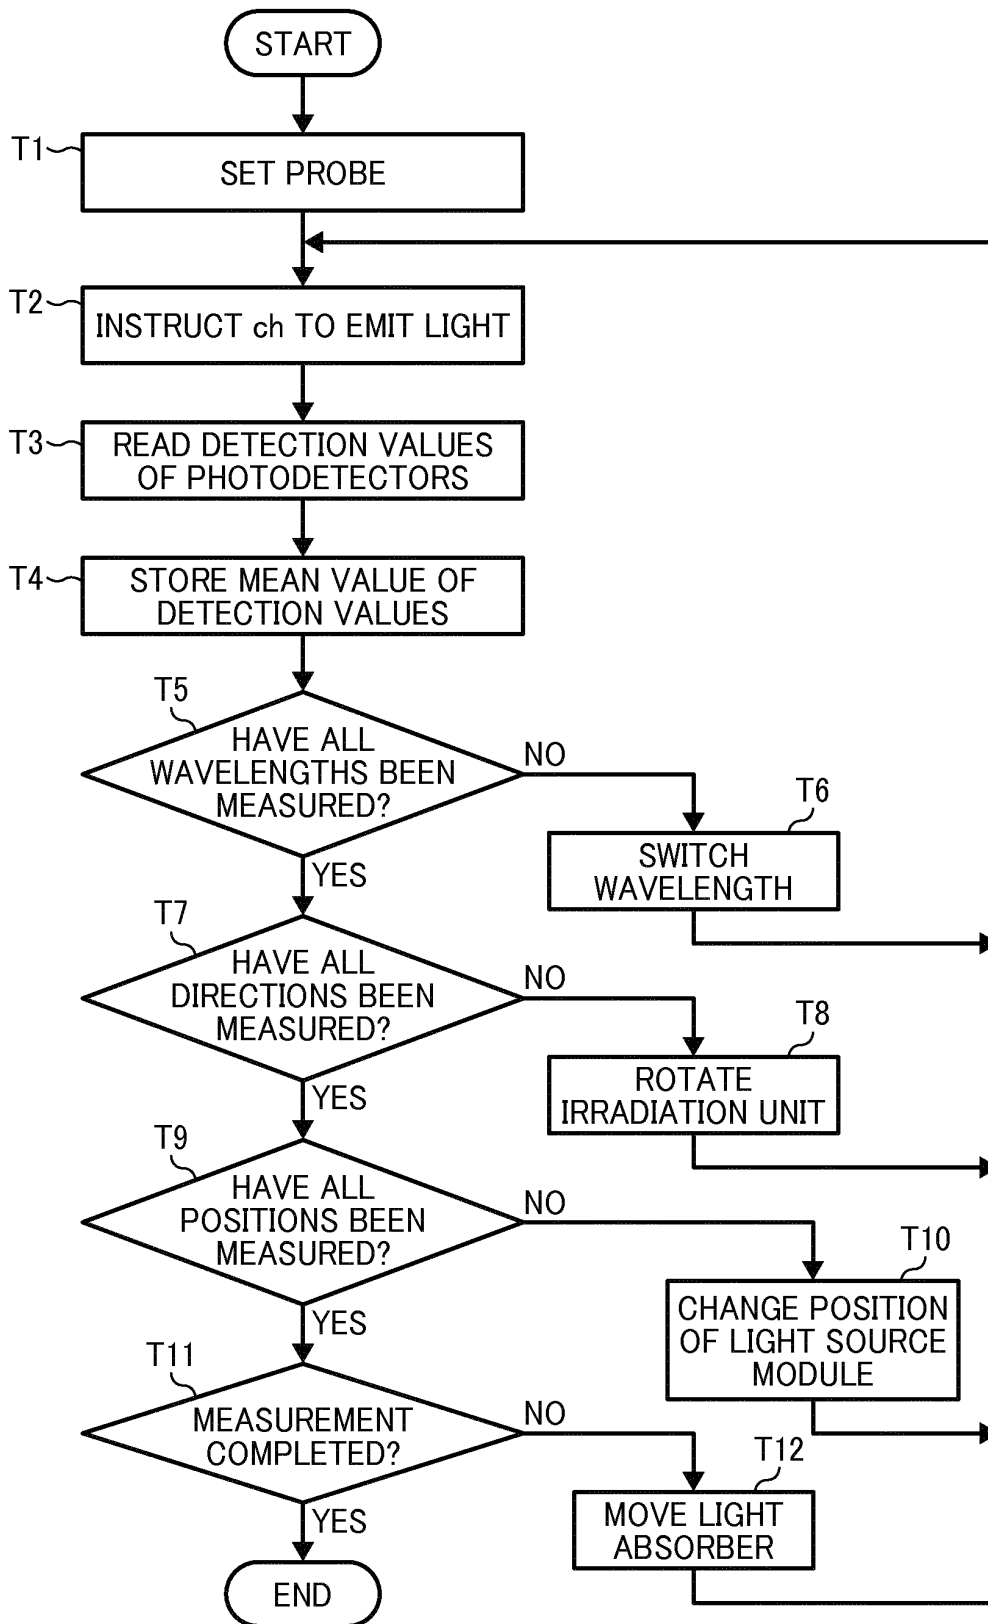 START
T1
SET PROBE
T2
INSTRUCT ch TO EMIT LIGHT
T3
READ DETECTION VALUES
OF PHOTODETECTORS
T4
STORE MEAN VALUE OF
DETECTION VALUES
T5
HAVE ALL
WAVELENGTHS BEEN
MEASURED?
NO
YES
T6
SWITCH
WAVELENGTH
T7
HAVE ALL
DIRECTIONS BEEN
MEASURED?
NO
YES
T8
ROTATE
IRRADIATION UNIT
T9
HAVE ALL
POSITIONS BEEN
MEASURED?
NO
YES
T10
CHANGE POSITION
OF LIGHT SOURCE
MODULE
T11
MEASUREMENT
COMPLETED?
NO
YES
T12
MOVE LIGHT
ABSORBER
END